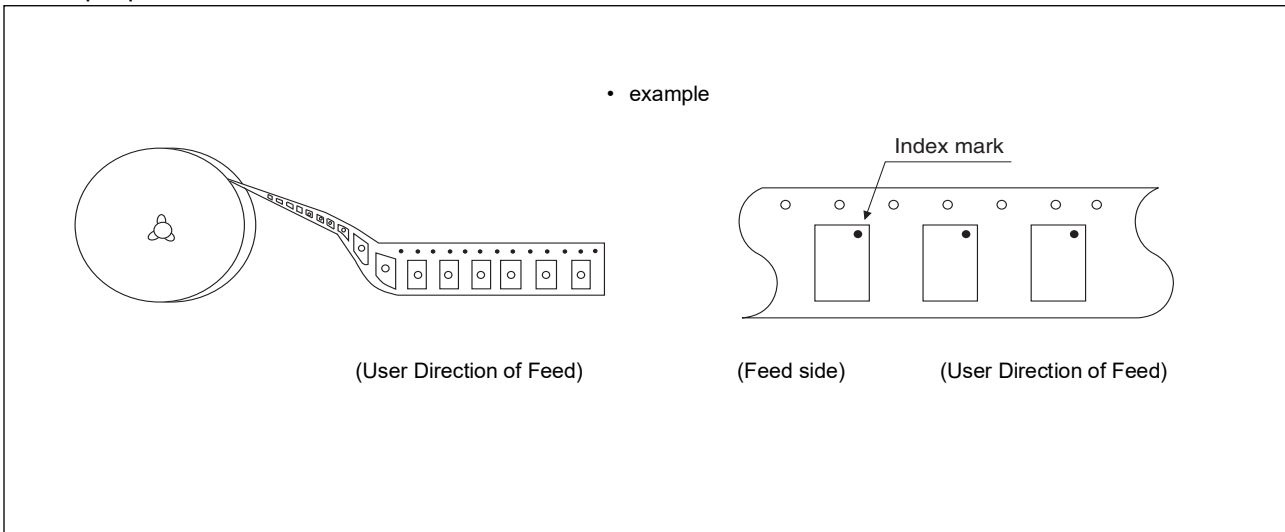 • example
Index mark
(User Direction of Feed)
(Feed side)
(User Direction of Feed)